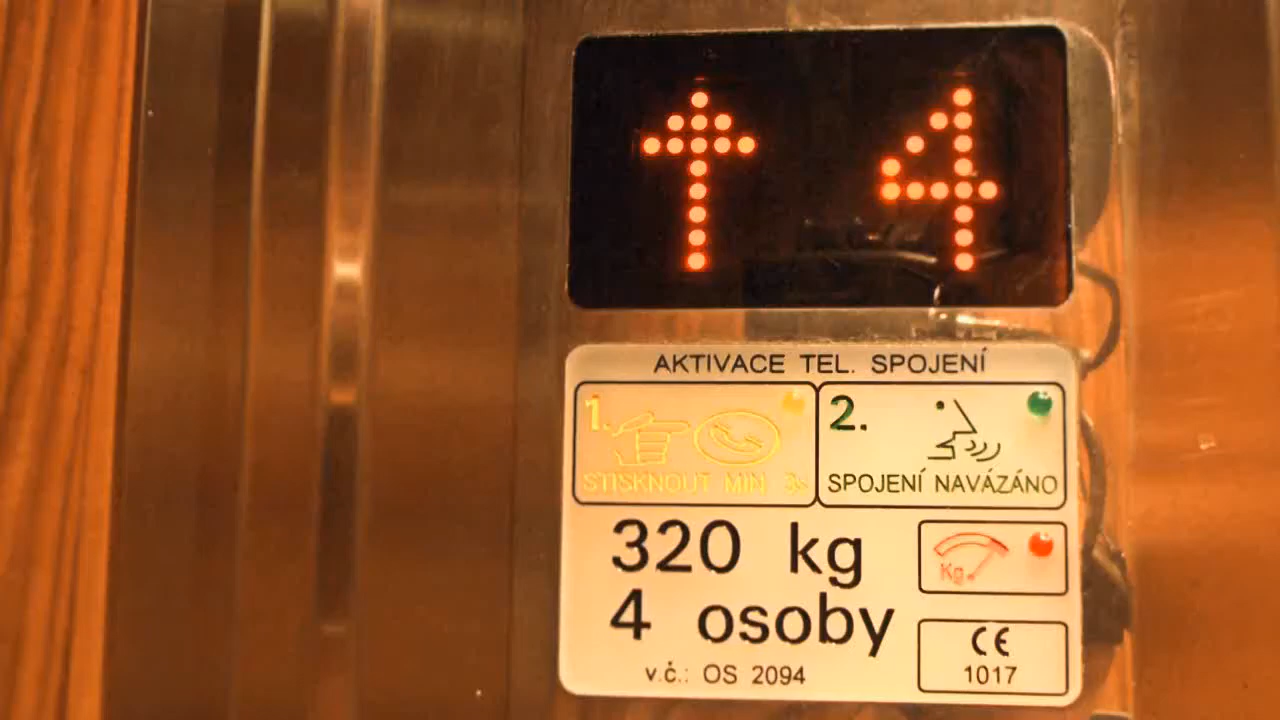 ↑ 4
AKTIVACE TEL. SPOJENÍ
1.
STISKNOUT MIN. 3s
2.
SPOJENÍ NAVÁZÁNO
320 kg
Kg
4 osoby
v.č.: OS 2094
CE
1017